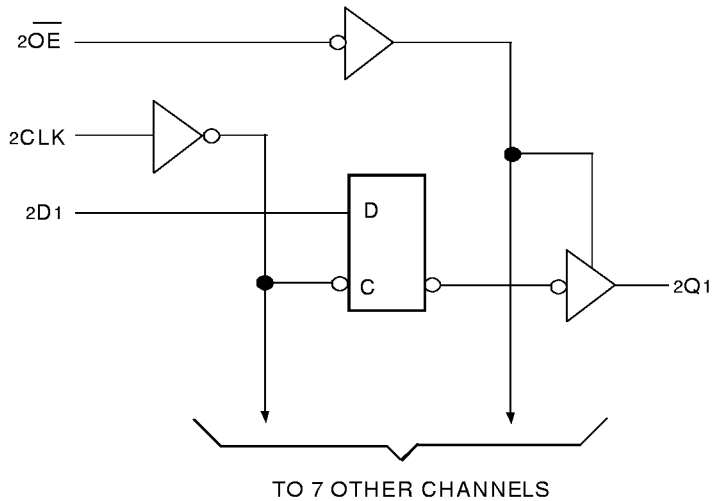 2OE
2CLK
2D1
D
C
2Q1
TO 7 OTHER CHANNELS